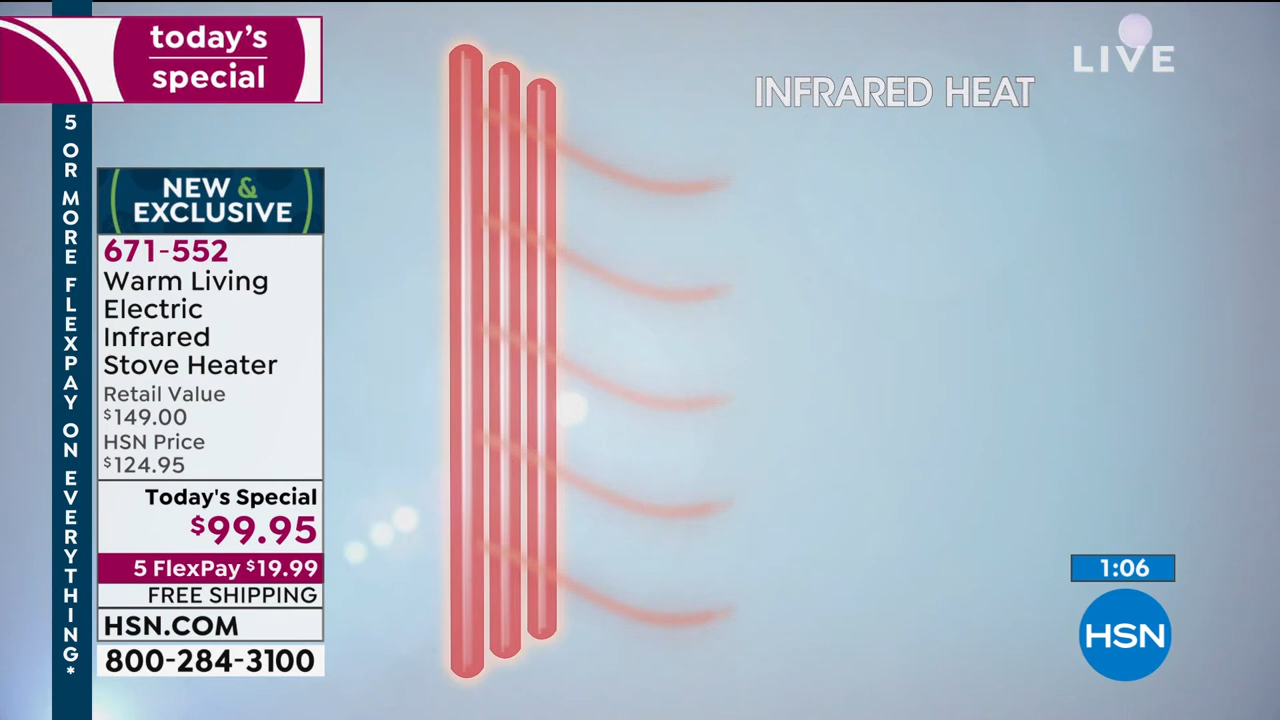 today's
special
5 OR MORE FLEXPAY ON EVERYTHING*
NEW &
EXCLUSIVE
671-552
Warm Living
Electric
Infrared
Stove Heater
Retail Value
$149.00
HSN Price
$124.95
Today's Special
$99.95
5 FlexPay $19.99
FREE SHIPPING
HSN.COM
800-284-3100
INFRARED HEAT
LIVE
1:06
HSN